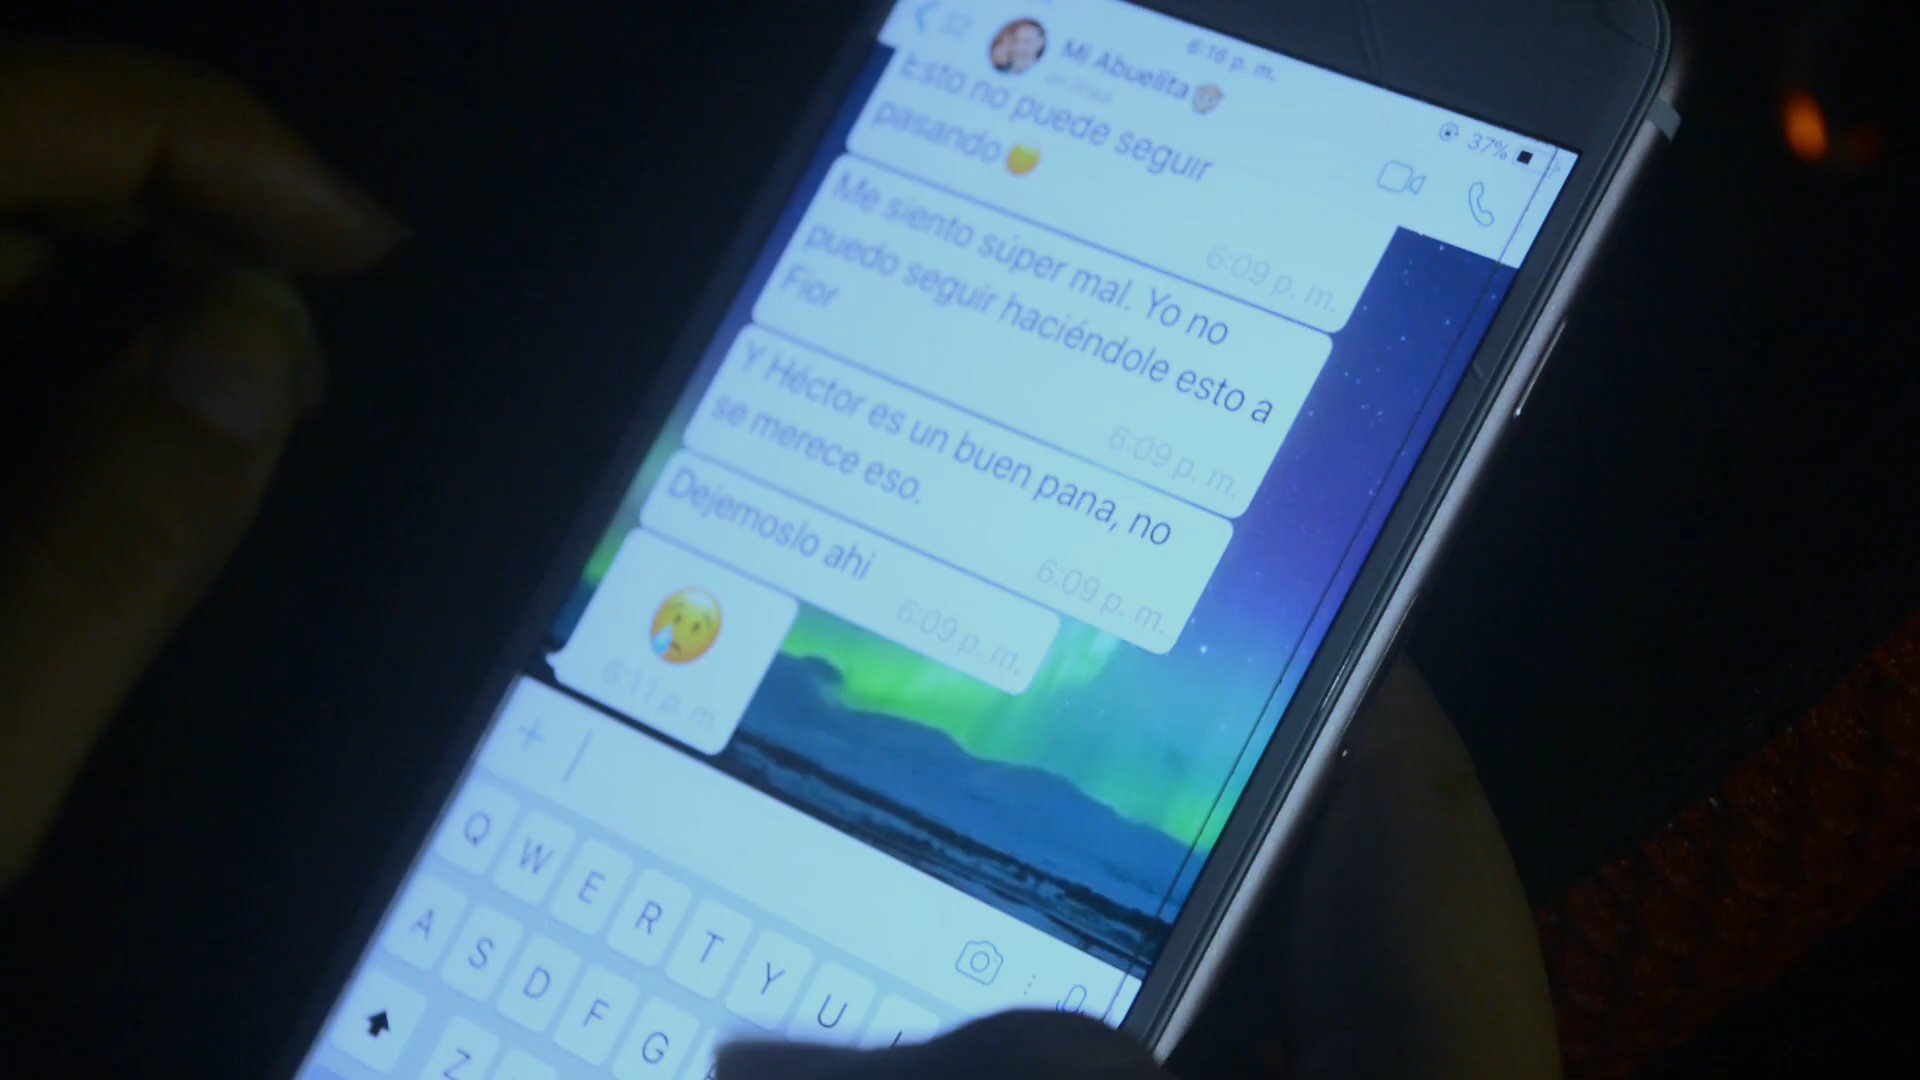 6:16 p. m.
37%
32
Mi Abuelita
Esto no puede seguir
pasando
6:09 p. m.
Me siento súper mal. Yo no
puedo seguir haciéndole esto a
Fior
6:09 p. m.
Y Héctor es un buen pana, no
se merece eso.
6:09 p. m.
Dejemoslo ahi
6:09 p. m.
6:11 p. m.
Q W E R T Y U
A S D F G
Z